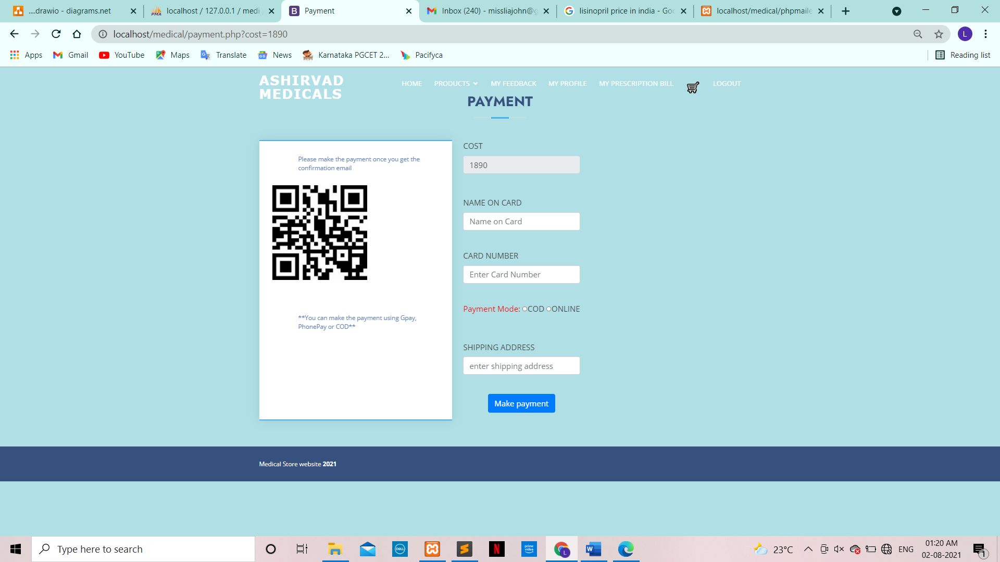 ....drawio - diagrams.net
localhost / 127.0.0.1 / medi
Payment
Inbox (240) - missliajohn@g
lisinopril price in india - Goo
localhost/medical/phpmaile
localhost/medical/payment.php?cost=1890
L
Apps
Gmail
YouTube
Maps
Translate
News
Karnataka PGCET 2...
Pacifyca
Reading list
ASHIRVAD
MEDICALS
HOME
PRODUCTS
MY FEEDBACK
MY PROFILE
MY PRESCRIPTION BILL
LOGOUT
PAYMENT
Please make the payment once you get the
confirmation email
**You can make the payment using Gpay,
PhonePay or COD**
COST
1890
NAME ON CARD
Name on Card
CARD NUMBER
Enter Card Number
Payment Mode: COD ONLINE
SHIPPING ADDRESS
enter shipping address
Make payment
Medical Store website 2021
Type here to search
DELL
prime
video
23°C
ENG
01:20 AM
02-08-2021
1